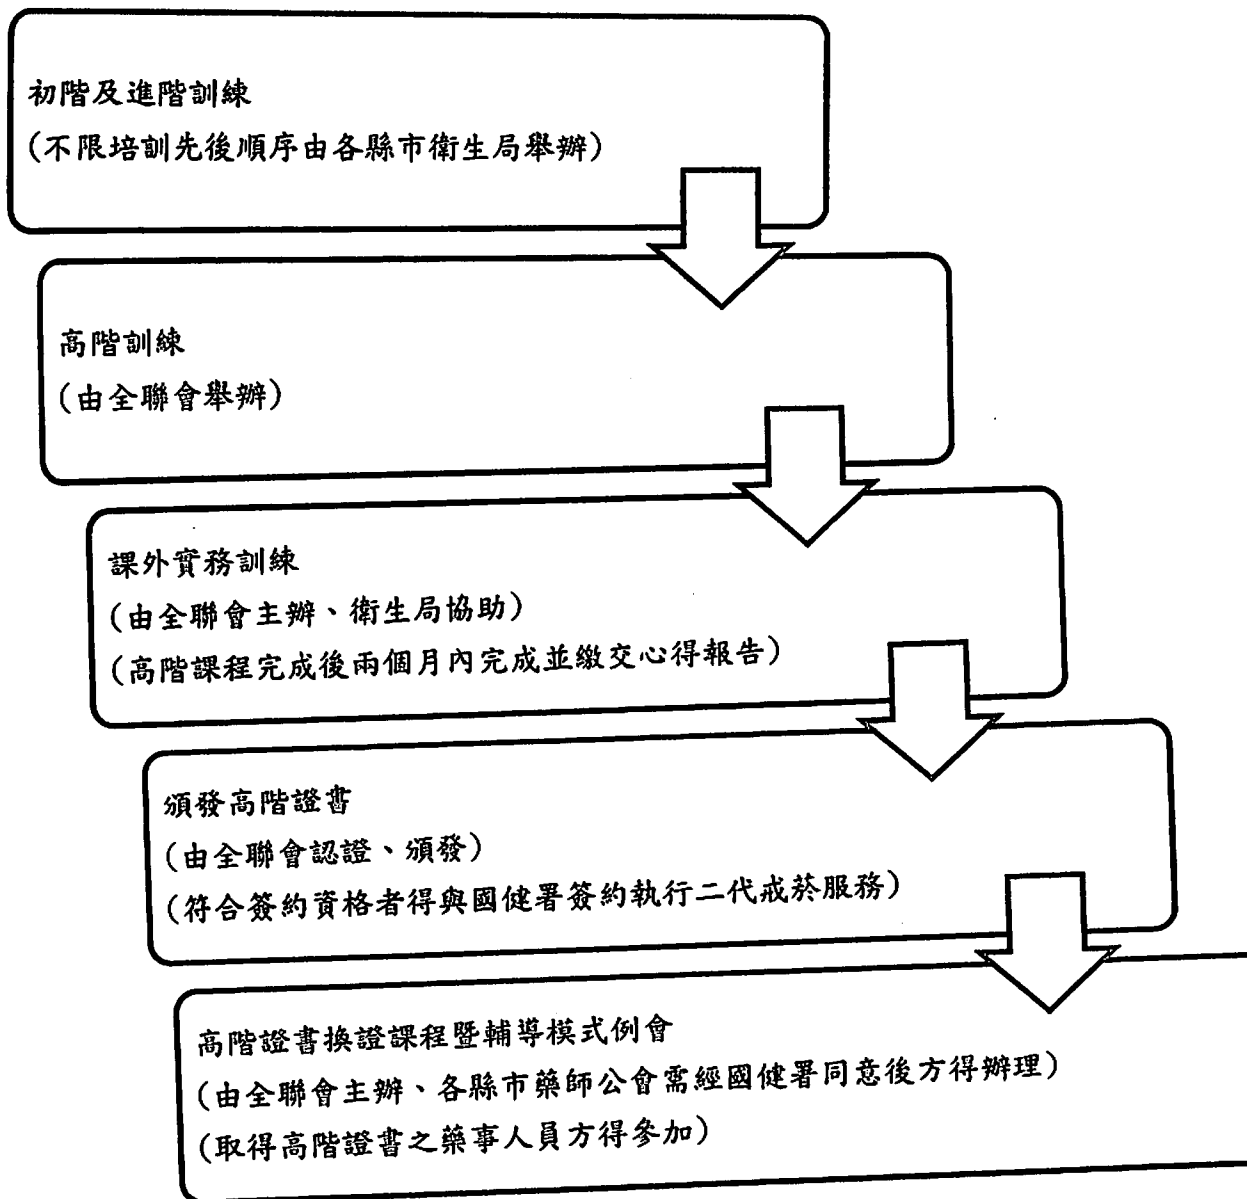 初階及進階訓練
(不限培訓先後順序由各縣市衛生局舉辦)
高階訓練
(由全聯會舉辦)
課外實務訓練
(由全聯會主辦、衛生局協助)
(高階課程完成後兩個月內完成並繳交心得報告)
頒發高階證書
(由全聯會認證、頒發)
(符合簽約資格者得與國健署簽約執行二代戒菸服務)
高階證書換證課程暨輔導模式例會
(由全聯會主辦、各縣市藥師公會需經國健署同意後方得辦理)
(取得高階證書之藥事人員方得參加)